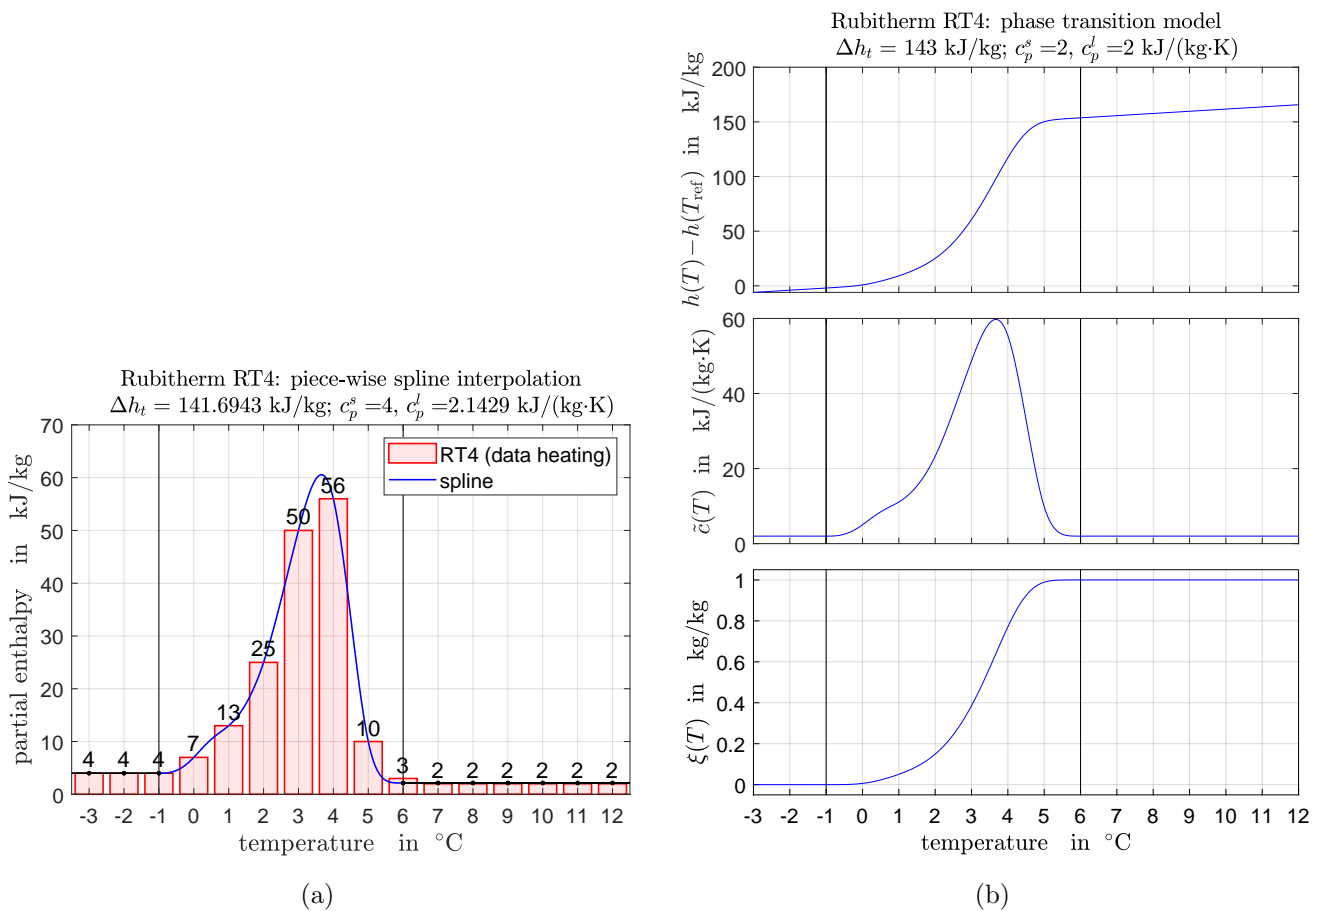 Rubitherm RT4: piece-wise spline interpolation
Δh_t = 141.6943 kJ/kg; c_p^s =4, c_p^l =2.1429 kJ/(kg·K)
partial enthalpy in kJ/kg
70
60
50
40
30
20
10
0
RT4 (data heating)
spline
4 4 4 7 13 25 50 56 10 3 2 2 2 2 2 2
-3 -2 -1 0 1 2 3 4 5 6 7 8 9 10 11 12
temperature in °C
(a)
Rubitherm RT4: phase transition model
Δh_t = 143 kJ/kg; c_p^s =2, c_p^l =2 kJ/(kg·K)
h(T)−h(T_ref) in kJ/kg
200
150
100
50
0
c̃(T) in kJ/(kg·K)
60
40
20
0
ξ(T) in kg/kg
1
0.8
0.6
0.4
0.2
0
-3 -2 -1 0 1 2 3 4 5 6 7 8 9 10 11 12
temperature in °C
(b)